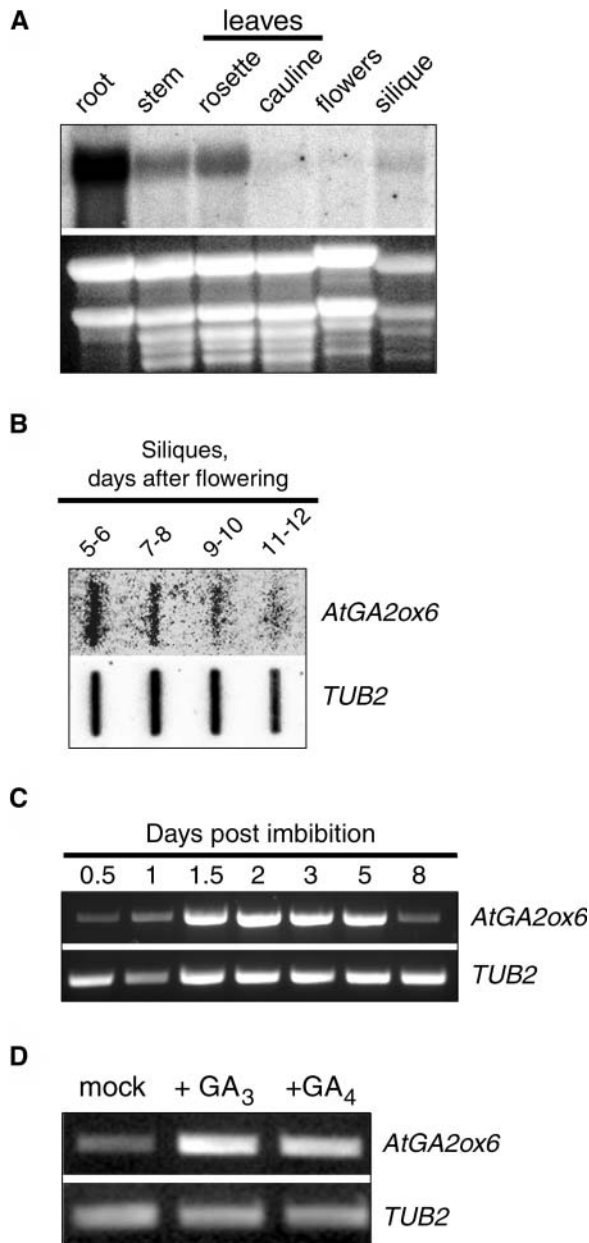 A
leaves
root stem rosette cauline flowers silique
B
Siliques,
days after flowering
5-6 7-8 9-10 11-12
AtGA2ox6
TUB2
C
Days post imbibition
0.5 1 1.5 2 3 5 8
AtGA2ox6
TUB2
D
mock + GA3 +GA4
AtGA2ox6
TUB2